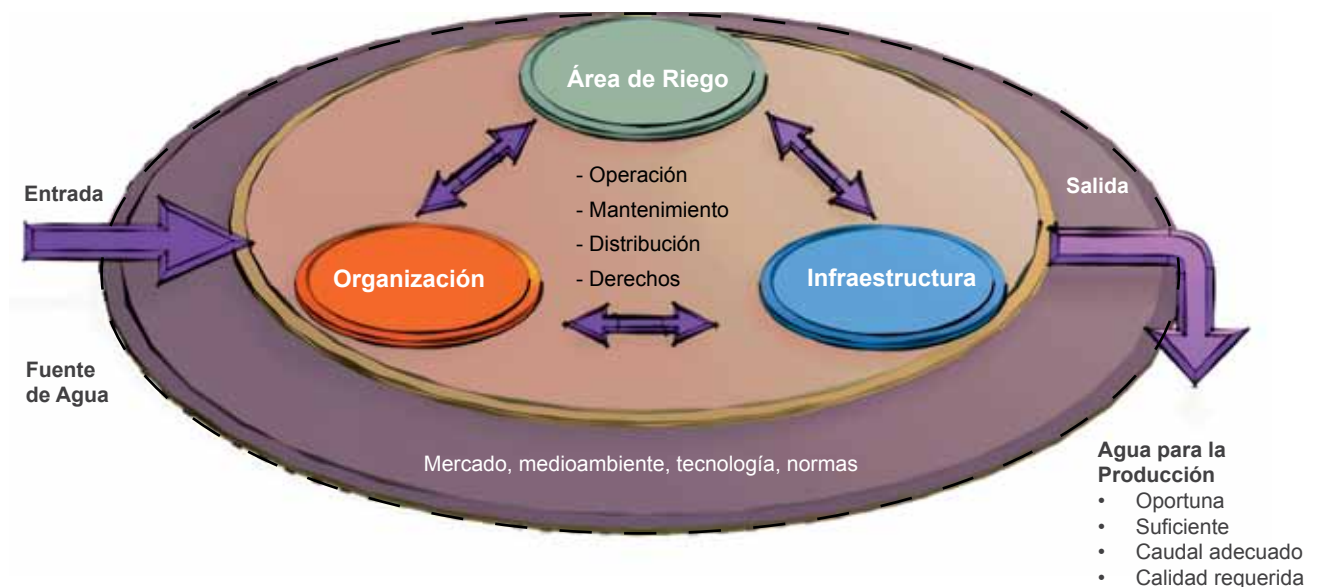 Área de Riego
- Operación
- Mantenimiento
- Distribución
- Derechos
Entrada
Salida
Organización
Infraestructura
Fuente
de Agua
Mercado, medioambiente, tecnología, normas
Agua para la
Producción
• Oportuna
• Suficiente
• Caudal adecuado
• Calidad requerida